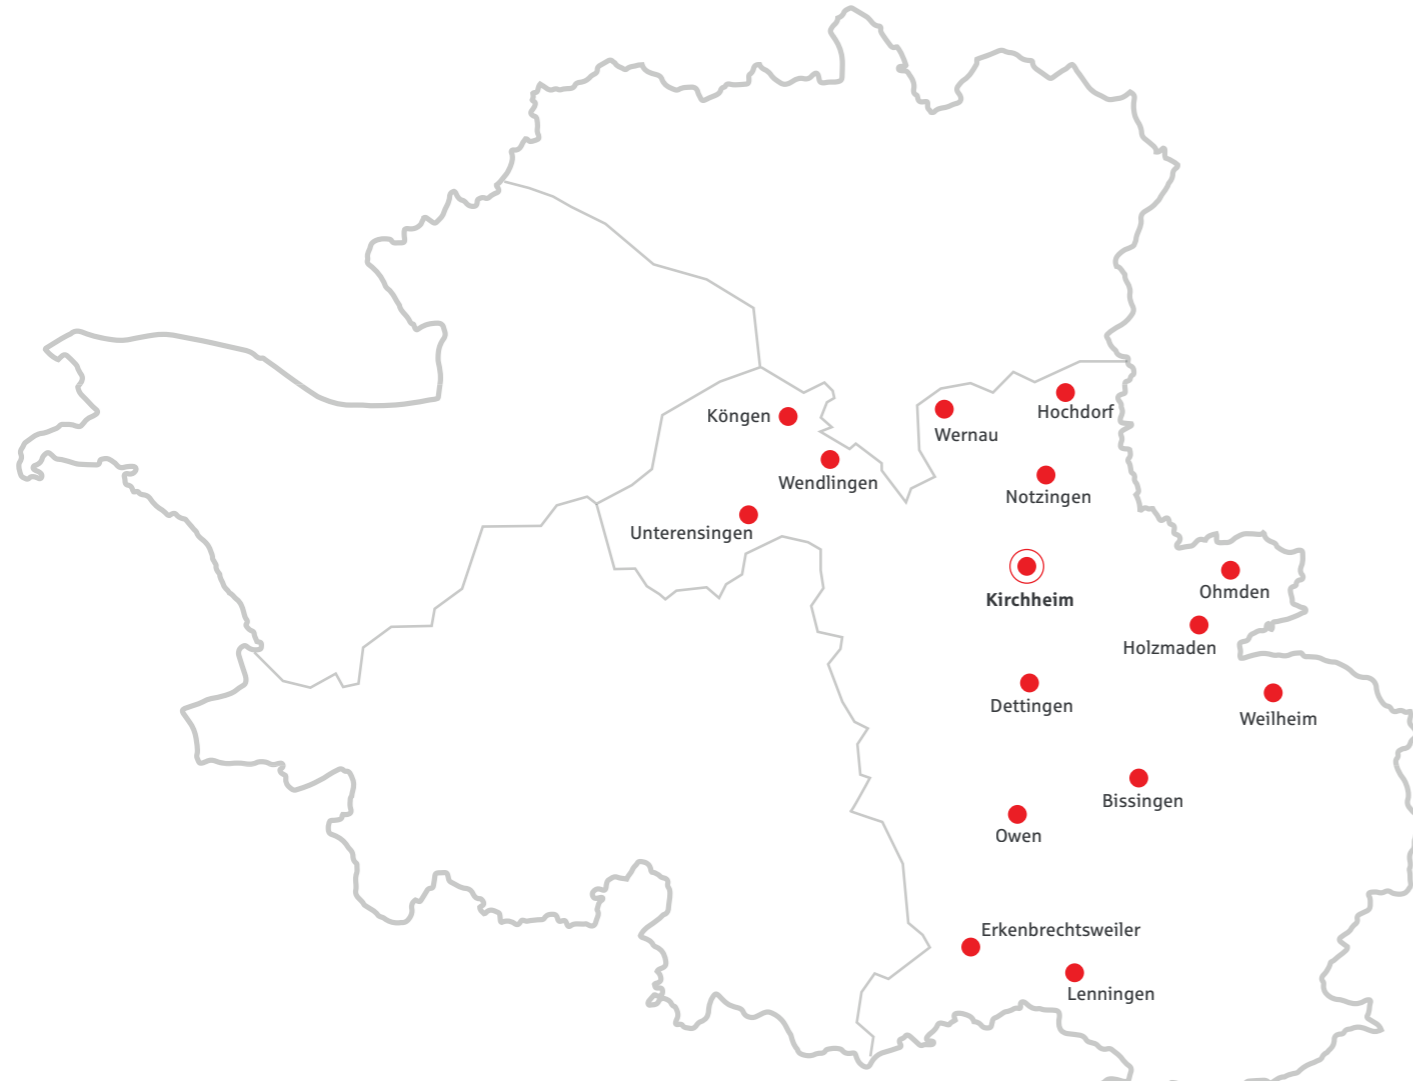 Hochdorf
Köngen
Wernau
Wendlingen
Notzingen
Unterensingen
Ohmden
Kirchheim
Holzmaden
Dettingen
Weilheim
Bissingen
Owen
Erkenbrechtsweiler
Lenningen